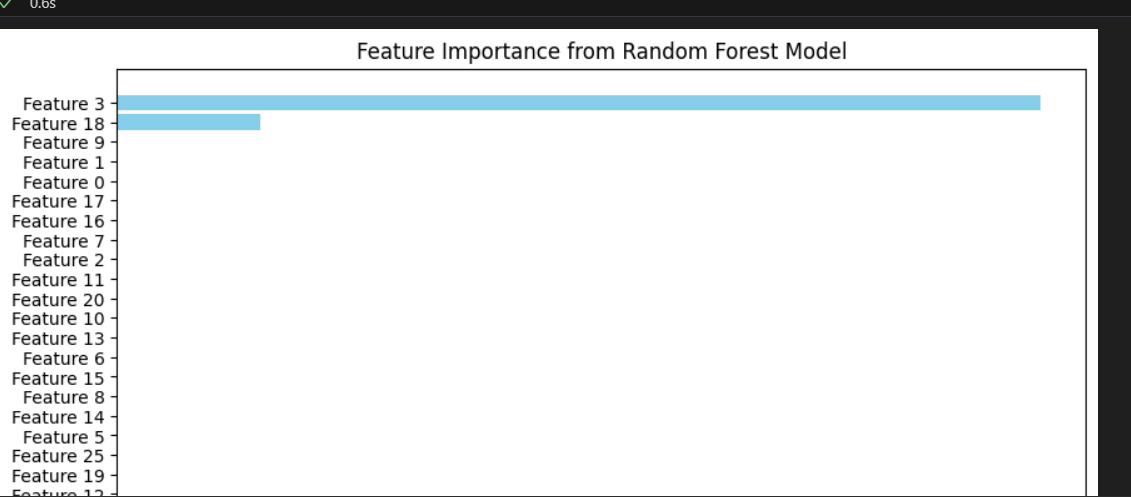 0.6s
Feature Importance from Random Forest Model
Feature 3
Feature 18
Feature 9
Feature 1
Feature 0
Feature 17
Feature 16
Feature 7
Feature 2
Feature 11
Feature 20
Feature 10
Feature 13
Feature 6
Feature 15
Feature 8
Feature 14
Feature 5
Feature 25
Feature 19
Feature 12